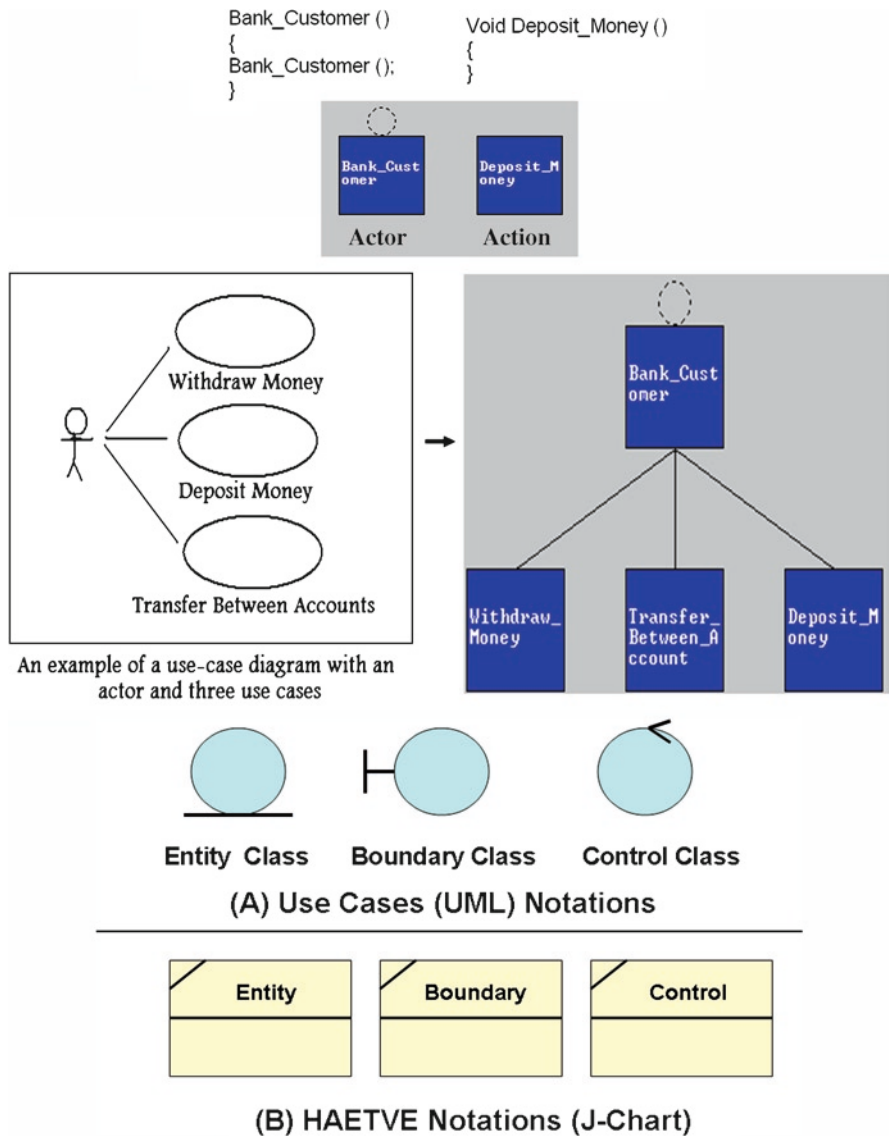 Bank_Customer ()
{
Bank_Customer ();
}
Void Deposit_Money ()
{
}
Bank_Cust
omer
Deposit_M
oney
Actor
Action
Withdraw Money
Deposit Money
Transfer Between Accounts
An example of a use-case diagram with an
actor and three use cases
Bank_Cust
omer
Withdraw_
Money
Transfer_
Between_A
ccount
Deposit_M
oney
Entity Class
Boundary Class
Control Class
(A) Use Cases (UML) Notations
Entity
Boundary
Control
(B) HAETVE Notations (J-Chart)